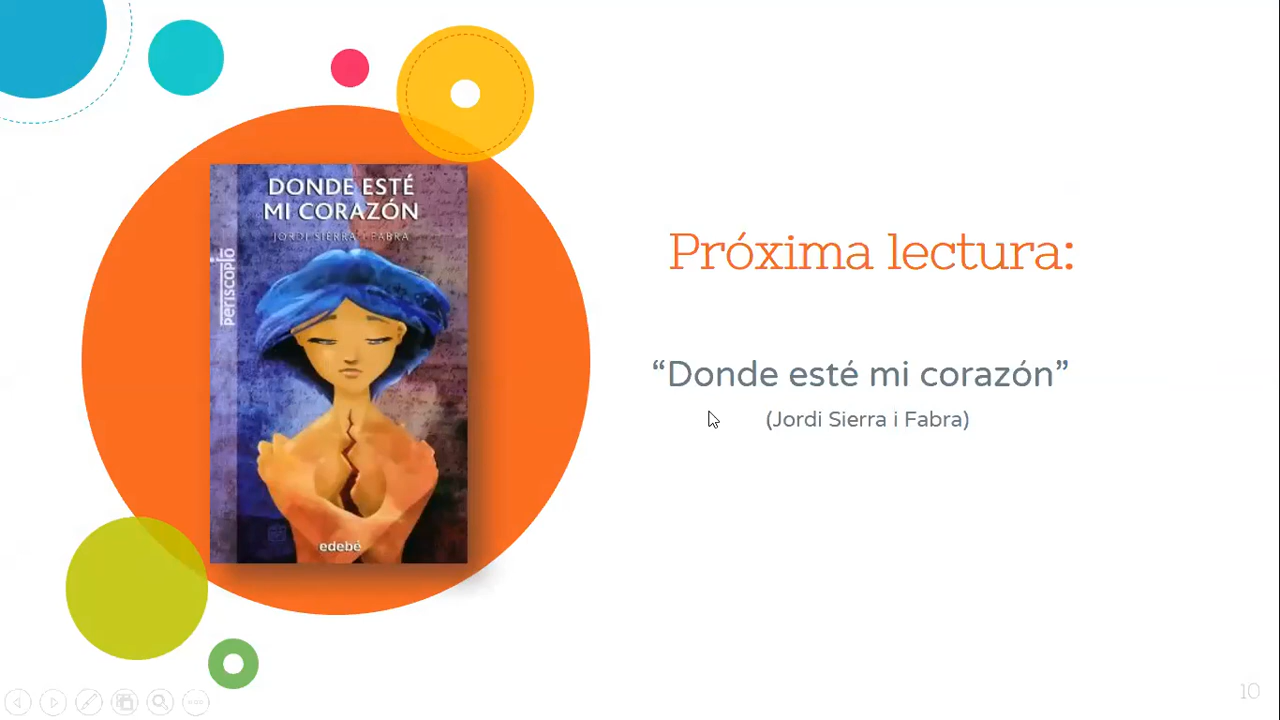 DONDE ESTÉ
MI CORAZÓN
JORDI SIERRA I FABRA
periscopio
edebé
Próxima lectura:
“Donde esté mi corazón”
(Jordi Sierra i Fabra)
10